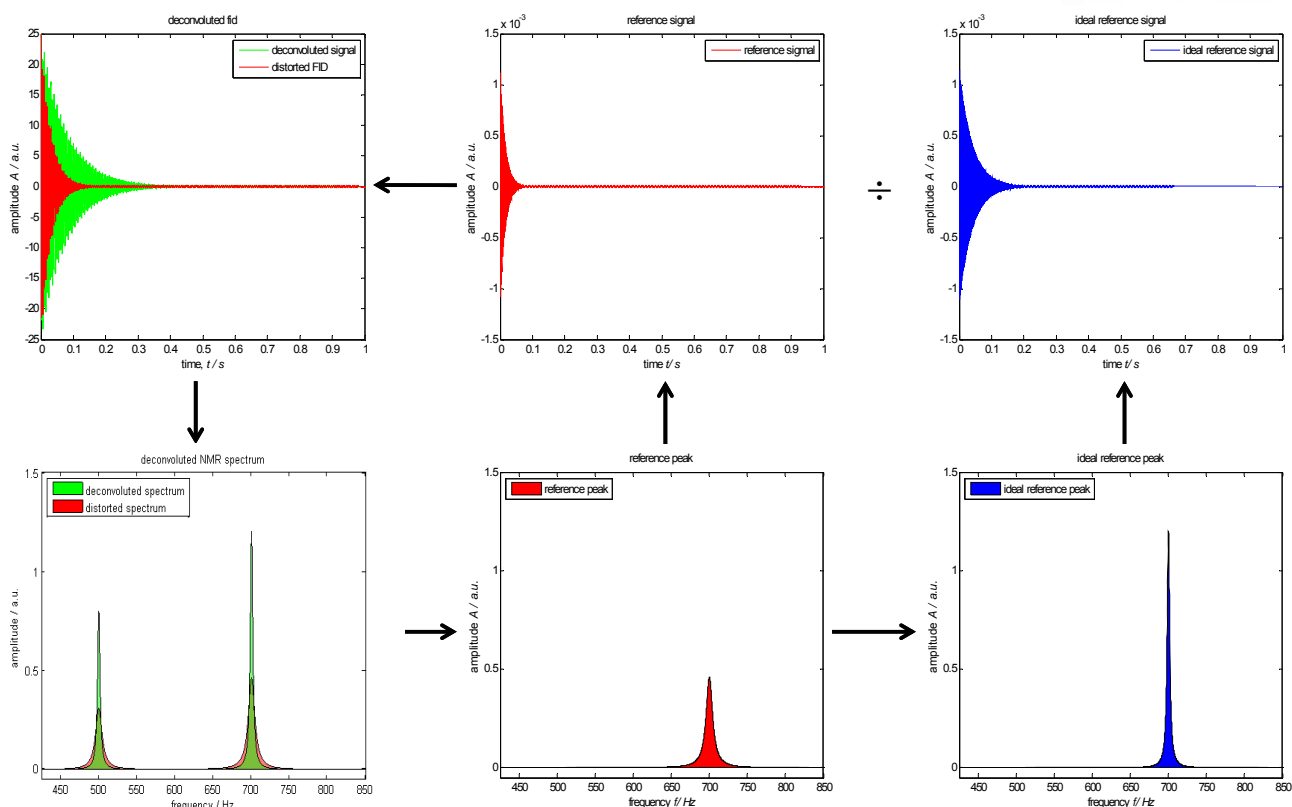 deconvoluted fid
25
20
15
10
5
0
-5
-10
-15
-20
-25
amplitude A / a.u.
deconvoluted signal
distorted FID
0 0.1 0.2 0.3 0.4 0.5 0.6 0.7 0.8 0.9 1
time, t / s
reference signal
x 10-3
1.5
1
0.5
0
-0.5
-1
-1.5
amplitude A / a.u.
reference sigmal
0 0.1 0.2 0.3 0.4 0.5 0.6 0.7 0.8 0.9 1
time t/ s
÷
ideal reference signal
x 10-3
1.5
1
0.5
0
-0.5
-1
-1.5
amplitude A / a.u.
ideal reference signal
0 0.1 0.2 0.3 0.4 0.5 0.6 0.7 0.8 0.9 1
time t/ s
deconvoluted NMR spectrum
1.5
1
0.5
0
amplitude / a.u.
deconvoluted spectrum
distorted spectrum
450 500 550 600 650 700 750 800 850
frequency / Hz
reference peak
1.5
1
0.5
0
amplitude A / a.u.
reference peak
450 500 550 600 650 700 750 800 850
frequency f/ Hz
ideal reference peak
1.5
1
0.5
0
amplitude A / a.u.
ideal reference peak
450 500 550 600 650 700 750 800 850
frequency f/ Hz